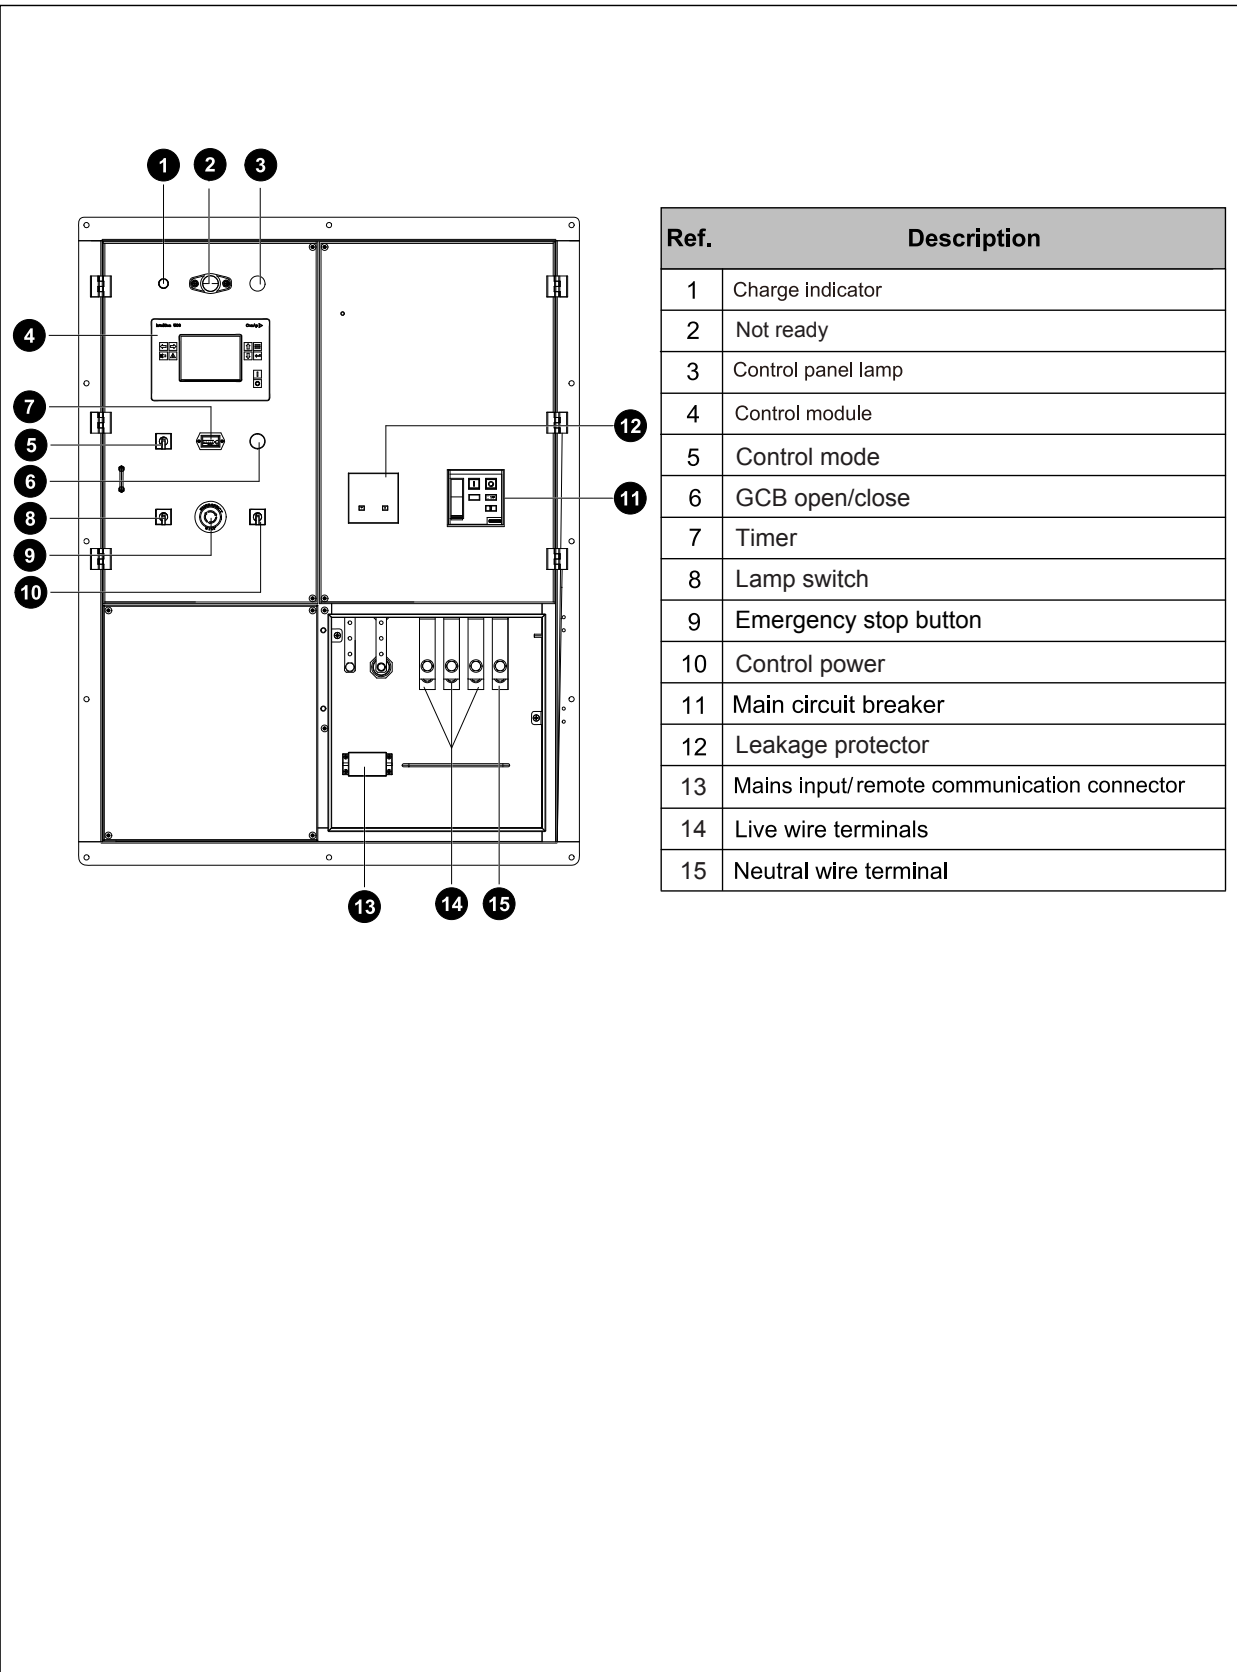 1 2 3
4
7
5
6
8
9
10
12
11
13 14 15
ComAp
Ref. Description
1 Charge indicator
2 Not ready
3 Control panel lamp
4 Control module
5 Control mode
6 GCB open/close
7 Timer
8 Lamp switch
9 Emergency stop button
10 Control power
11 Main circuit breaker
12 Leakage protector
13 Mains input/remote communication connector
14 Live wire terminals
15 Neutral wire terminal